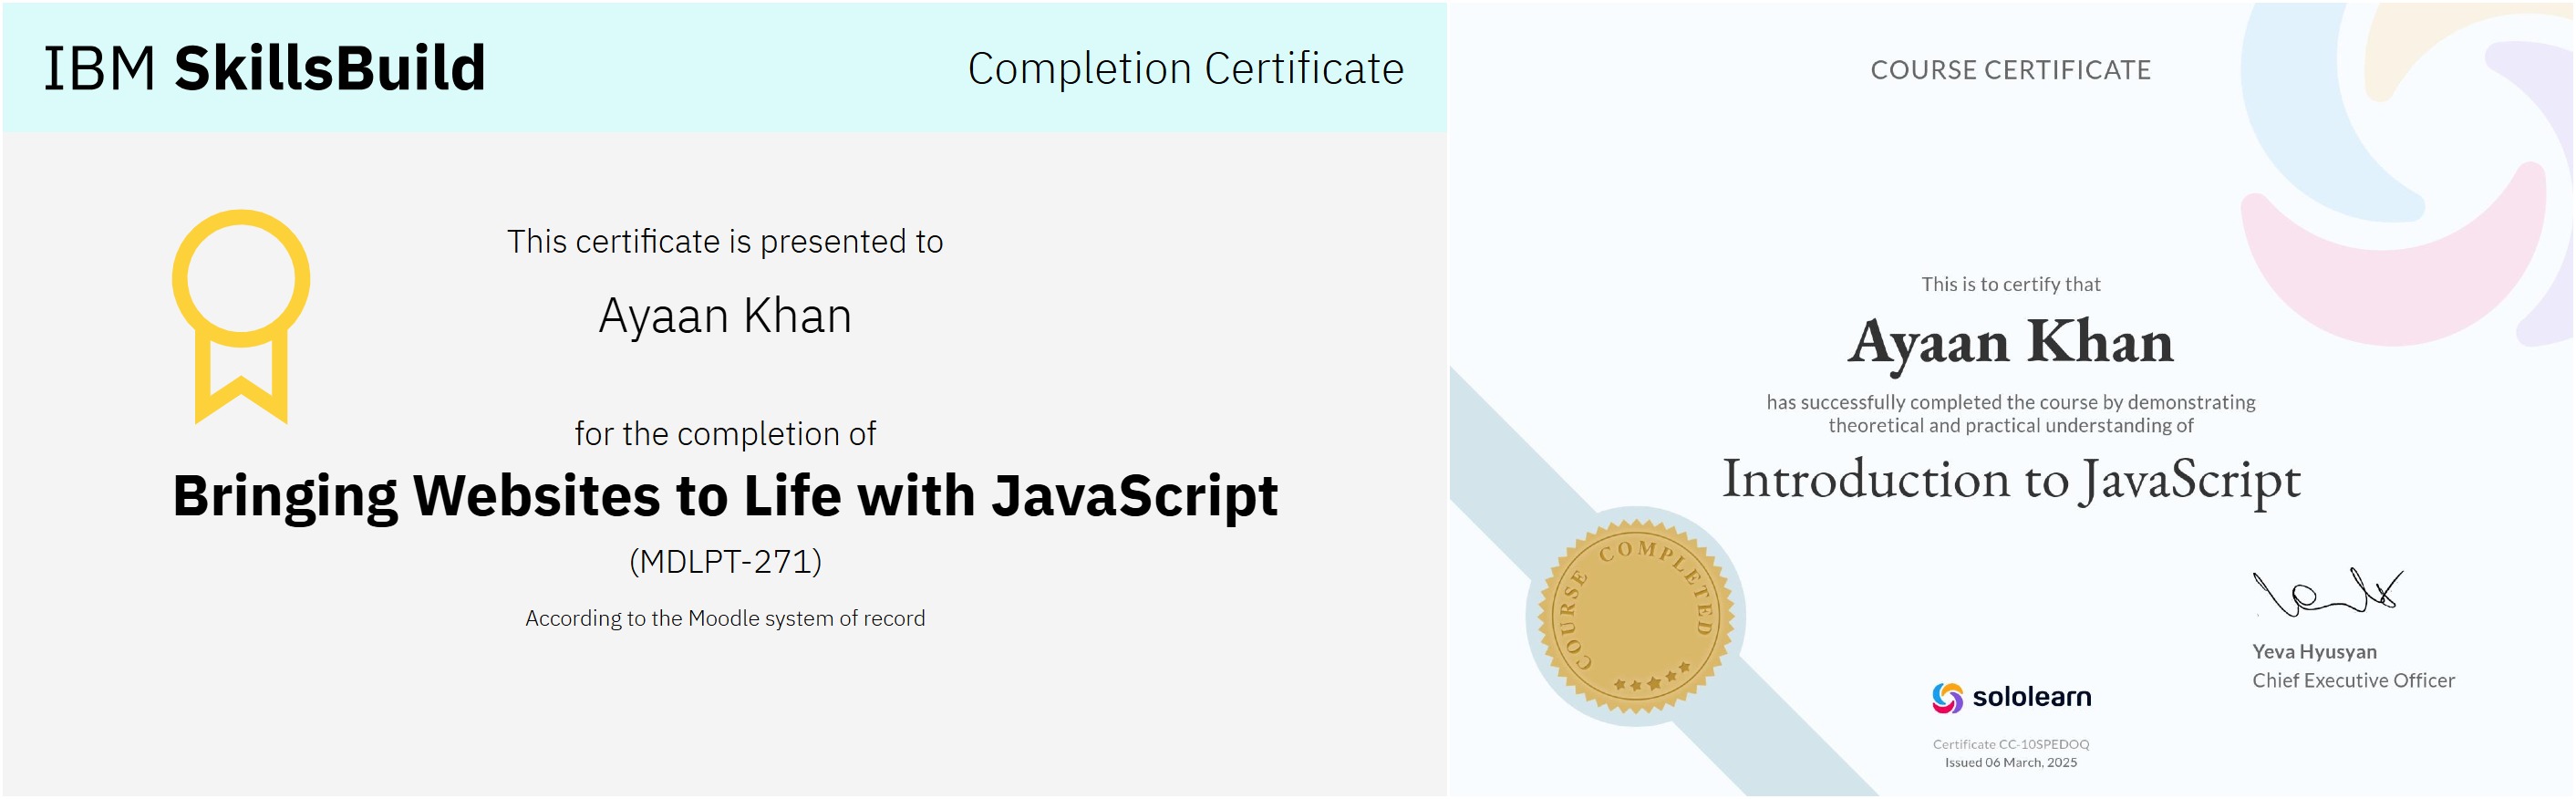 IBM SkillsBuild
Completion Certificate
This certificate is presented to
Ayaan Khan
for the completion of
Bringing Websites to Life with JavaScript
(MDLPT-271)
According to the Moodle system of record
COURSE CERTIFICATE
This is to certify that
Ayaan Khan
has successfully completed the course by demonstrating
theoretical and practical understanding of
Introduction to JavaScript
COURSE COMPLETED
Yeva Hyusyan
Chief Executive Officer
sololearn
Certificate CC-10SPEDOQ
Issued 06 March, 2025